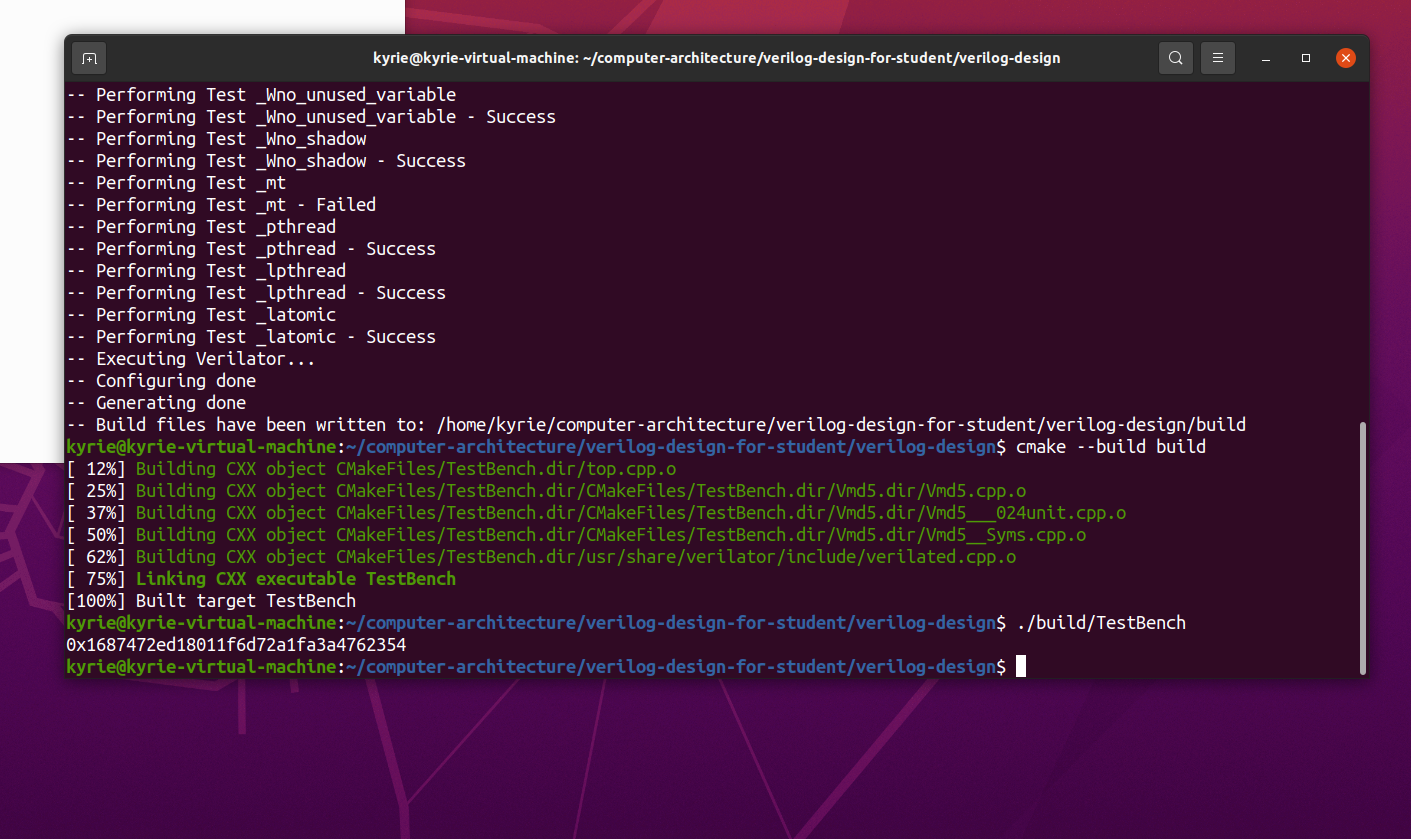 kyrie@kyrie-virtual-machine: ~/computer-architecture/verilog-design-for-student/verilog-design
-- Performing Test _Wno_unused_variable
-- Performing Test _Wno_unused_variable - Success
-- Performing Test _Wno_shadow
-- Performing Test _Wno_shadow - Success
-- Performing Test _mt
-- Performing Test _mt - Failed
-- Performing Test _pthread
-- Performing Test _pthread - Success
-- Performing Test _lpthread
-- Performing Test _lpthread - Success
-- Performing Test _latomic
-- Performing Test _latomic - Success
-- Executing Verilator...
-- Configuring done
-- Generating done
-- Build files have been written to: /home/kyrie/computer-architecture/verilog-design-for-student/verilog-design/build
kyrie@kyrie-virtual-machine:~/computer-architecture/verilog-design-for-student/verilog-design$ cmake --build build
[ 12%] Building CXX object CMakeFiles/TestBench.dir/top.cpp.o
[ 25%] Building CXX object CMakeFiles/TestBench.dir/CMakeFiles/TestBench.dir/Vmd5.dir/Vmd5.cpp.o
[ 37%] Building CXX object CMakeFiles/TestBench.dir/CMakeFiles/TestBench.dir/Vmd5.dir/Vmd5___024unit.cpp.o
[ 50%] Building CXX object CMakeFiles/TestBench.dir/CMakeFiles/TestBench.dir/Vmd5.dir/Vmd5__Syms.cpp.o
[ 62%] Building CXX object CMakeFiles/TestBench.dir/usr/share/verilator/include/verilated.cpp.o
[ 75%] Linking CXX executable TestBench
[100%] Built target TestBench
kyrie@kyrie-virtual-machine:~/computer-architecture/verilog-design-for-student/verilog-design$ ./build/TestBench
0x1687472ed18011f6d72a1fa3a4762354
kyrie@kyrie-virtual-machine:~/computer-architecture/verilog-design-for-student/verilog-design$